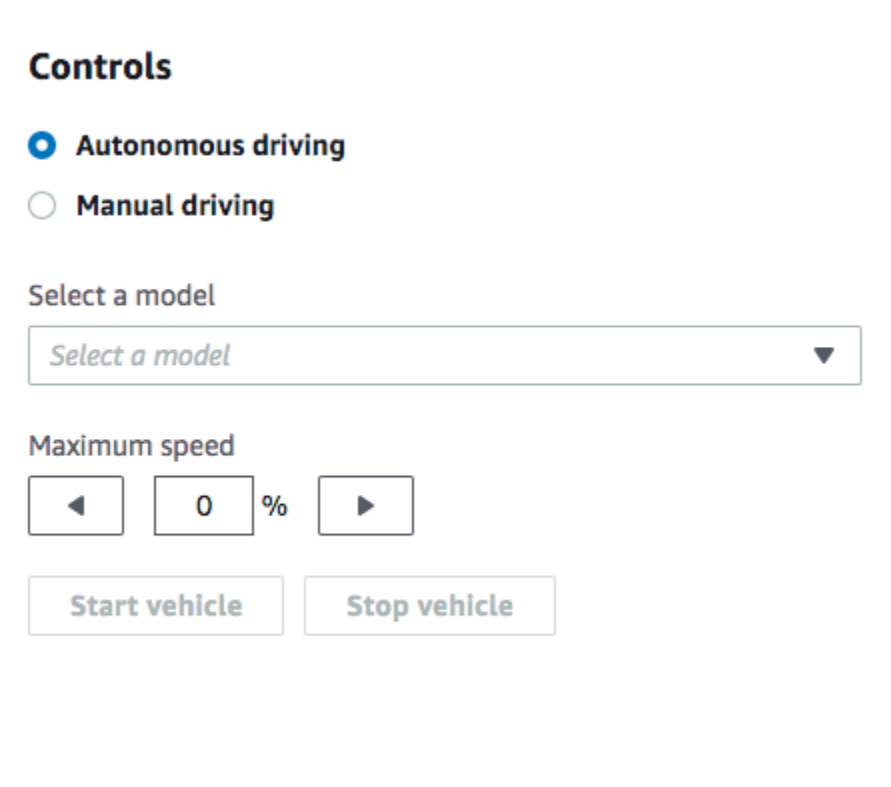 Controls
Autonomous driving
Manual driving
Select a model
Select a model
Maximum speed
0 %
Start vehicle Stop vehicle